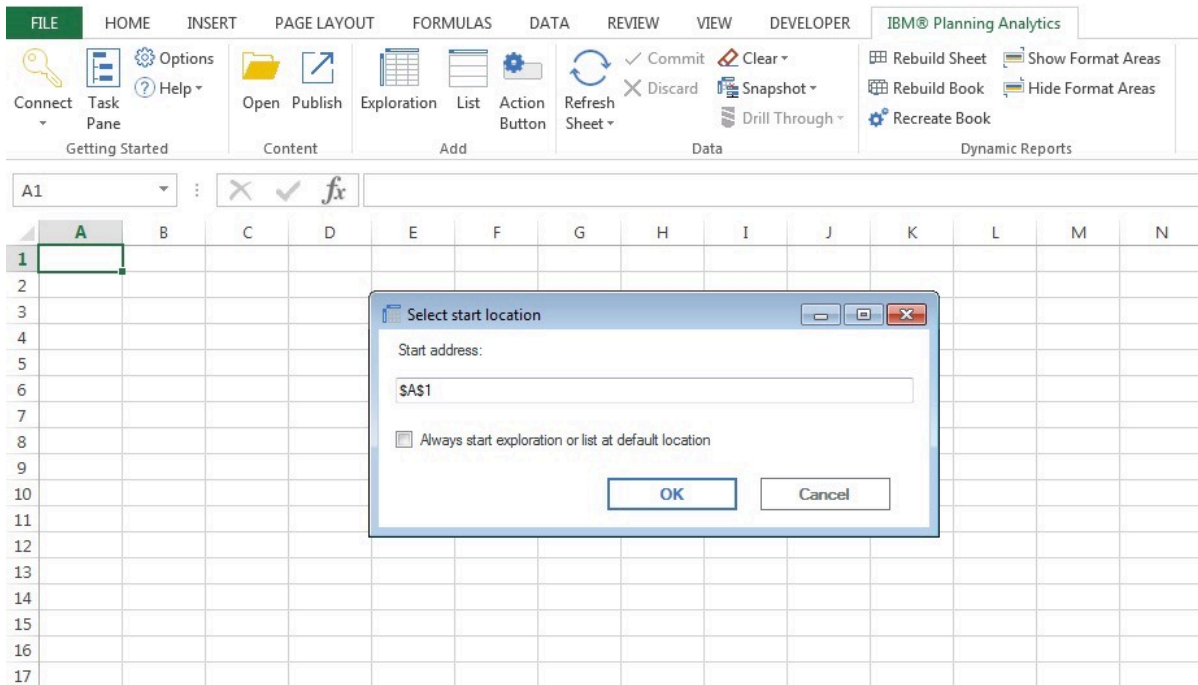 FILE HOME INSERT PAGE LAYOUT FORMULAS DATA REVIEW VIEW DEVELOPER IBM® Planning Analytics
Connect
Task
Pane
Options
Help
Getting Started
Open
Publish
Content
Exploration
List
Action
Button
Add
Refresh
Sheet
Commit
Discard
Clear
Snapshot
Drill Through
Data
Rebuild Sheet
Rebuild Book
Recreate Book
Show Format Areas
Hide Format Areas
Dynamic Reports
A1
fx
A B C D E F G H I J K L M N
1
2
3
4
5
6
7
8
9
10
11
12
13
14
15
16
17
Select start location
Start address:
$A$1
Always start exploration or list at default location
OK Cancel